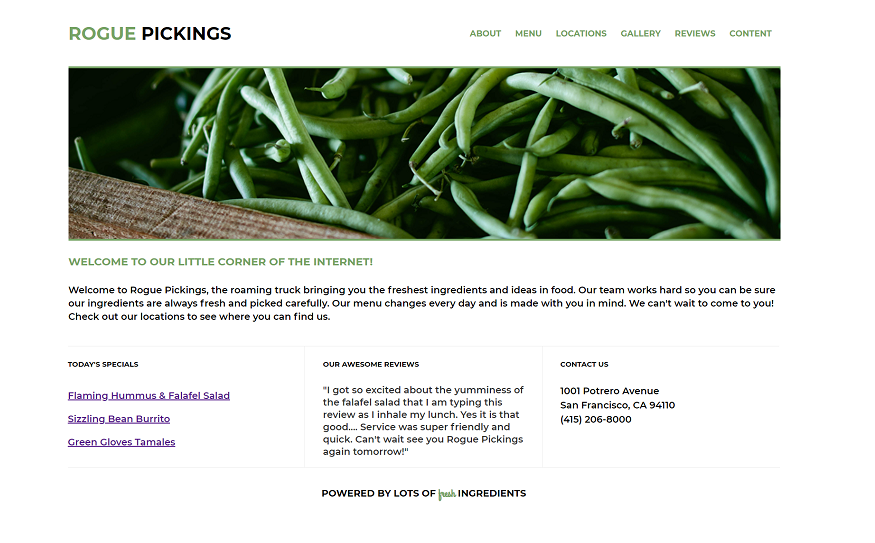 ROGUE PICKINGS
ABOUT MENU LOCATIONS GALLERY REVIEWS CONTENT
WELCOME TO OUR LITTLE CORNER OF THE INTERNET!
Welcome to Rogue Pickings, the roaming truck bringing you the freshest ingredients and ideas in food. Our team works hard so you can be sure
our ingredients are always fresh and picked carefully. Our menu changes every day and is made with you in mind. We can't wait to come to you!
Check out our locations to see where you can find us.
TODAY'S SPECIALS
Flaming Hummus & Falafel Salad
Sizzling Bean Burrito
Green Gloves Tamales
OUR AWESOME REVIEWS
"I got so excited about the yumminess of
the falafel salad that I am typing this
review as I inhale my lunch. Yes it is that
good.... Service was super friendly and
quick. Can't wait see you Rogue Pickings
again tomorrow!"
CONTACT US
1001 Potrero Avenue
San Francisco, CA 94110
(415) 206-8000
POWERED BY LOTS OF fresh INGREDIENTS